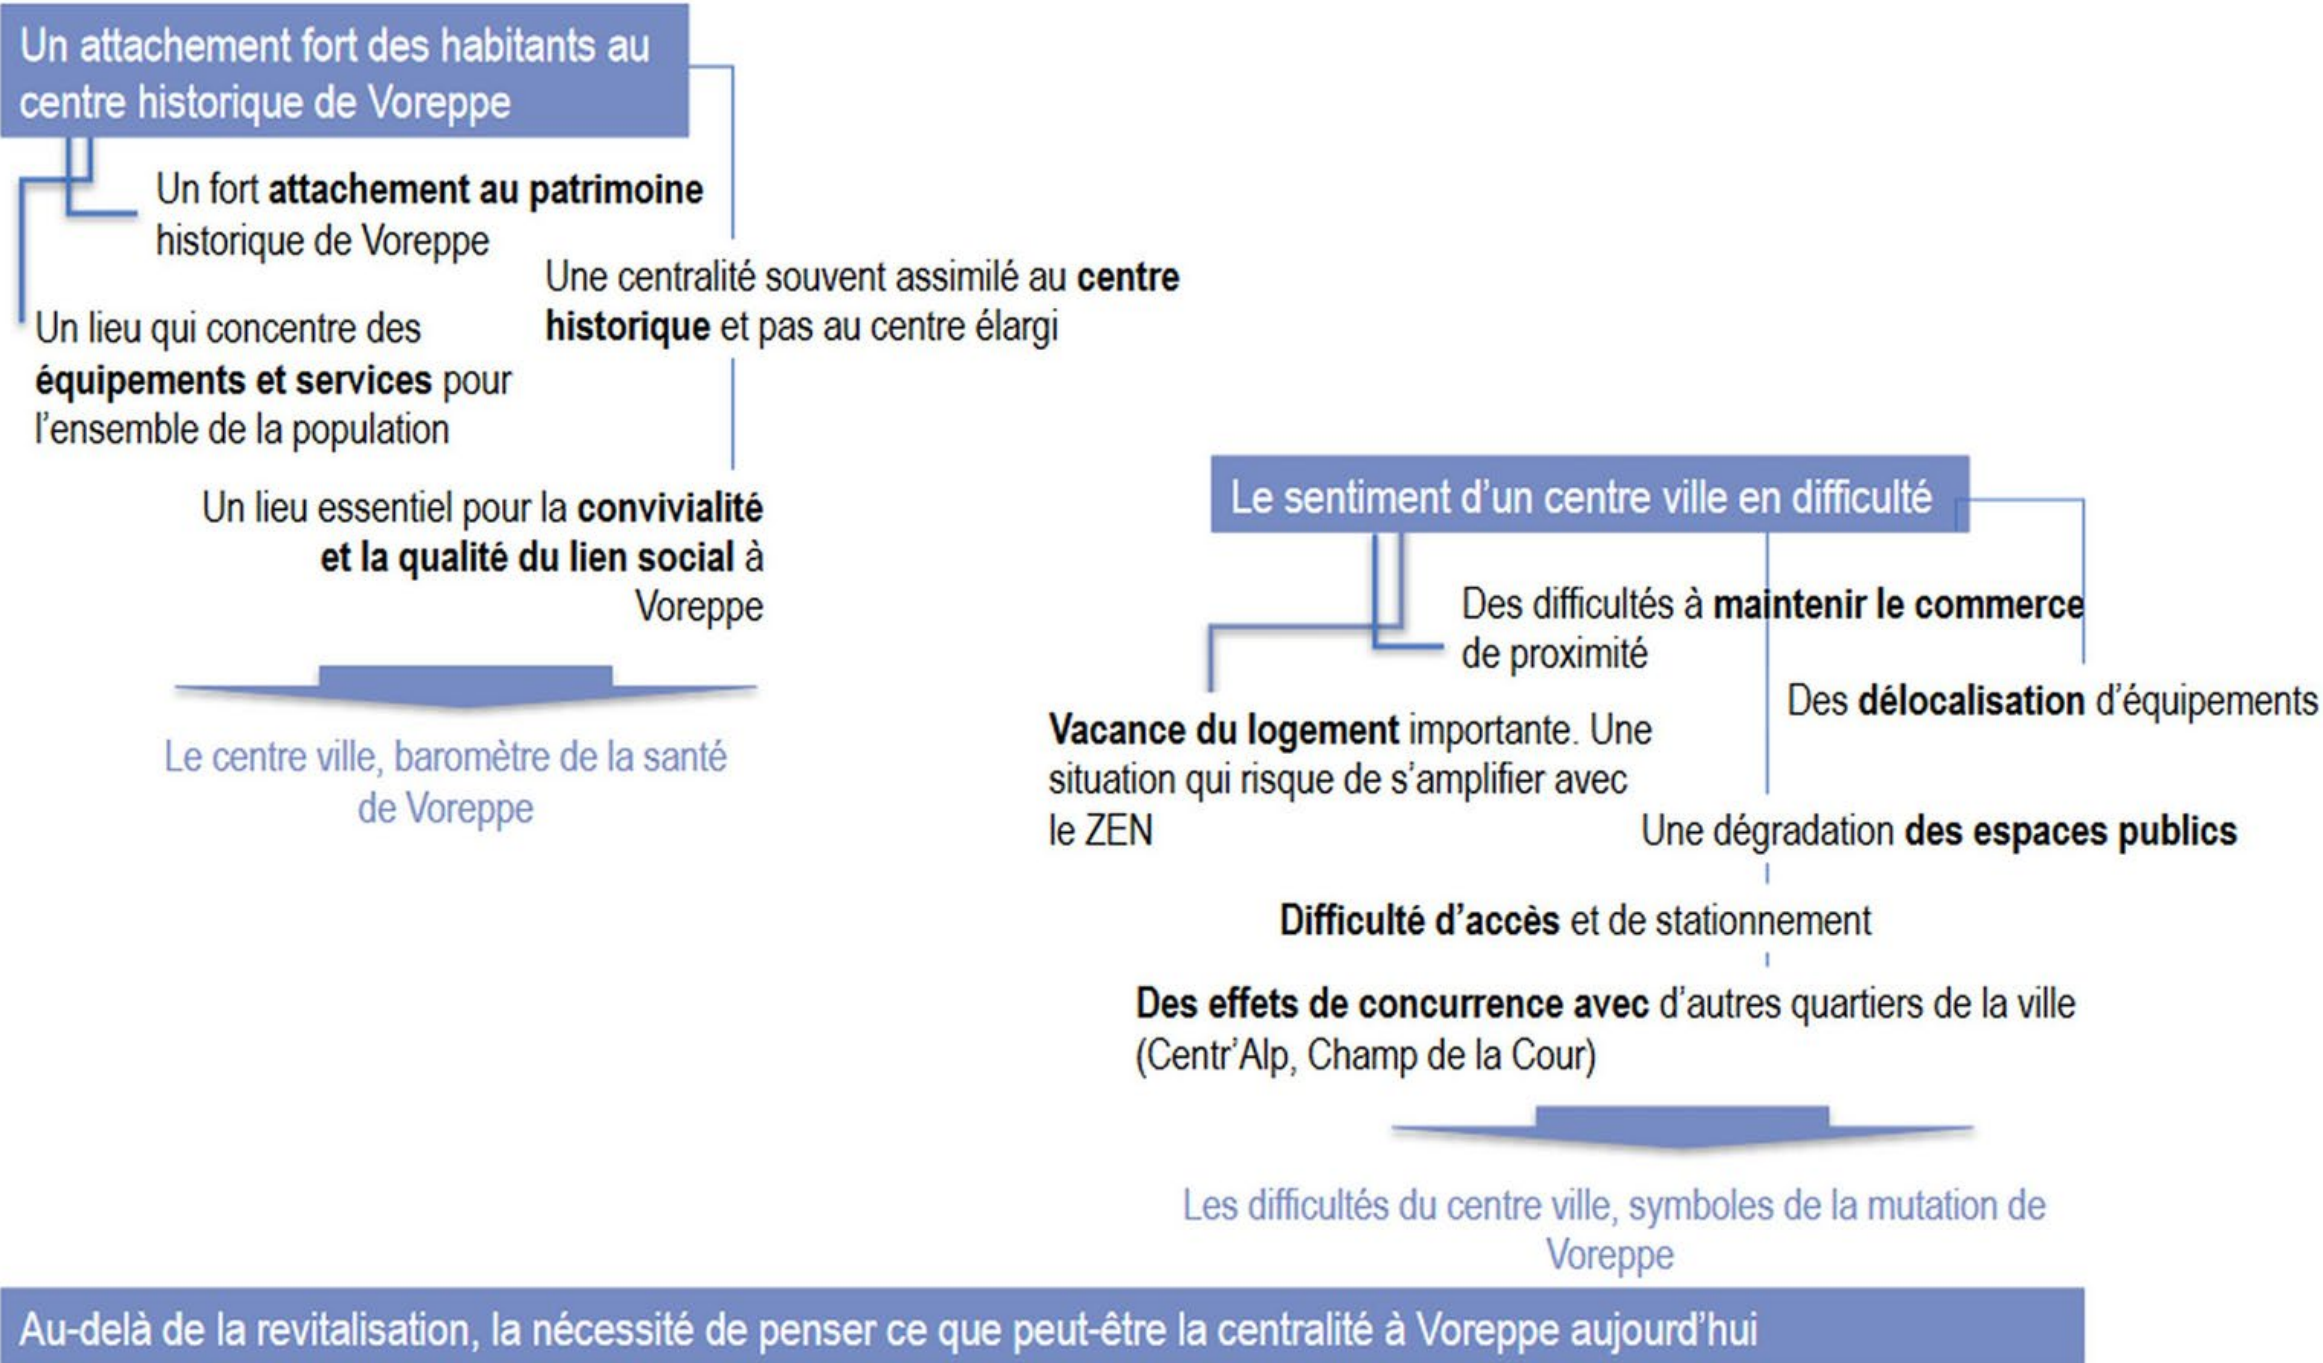 Un attachement fort des habitants au
centre historique de Voreppe
Un fort attachement au patrimoine
historique de Voreppe
Une centralité souvent assimilé au centre
historique et pas au centre élargi
Un lieu qui concentre des
équipements et services pour
l'ensemble de la population
Un lieu essentiel pour la convivialité
et la qualité du lien social à
Voreppe
Le centre ville, baromètre de la santé
de Voreppe
Le sentiment d'un centre ville en difficulté
Des difficultés à maintenir le commerce
de proximité
Des délocalisation d'équipements
Vacance du logement importante. Une
situation qui risque de s'amplifier avec
le ZEN
Une dégradation des espaces publics
Difficulté d'accès et de stationnement
Des effets de concurrence avec d'autres quartiers de la ville
(Centr'Alp, Champ de la Cour)
Les difficultés du centre ville, symboles de la mutation de
Voreppe
Au-delà de la revitalisation, la nécessité de penser ce que peut-être la centralité à Voreppe aujourd'hui